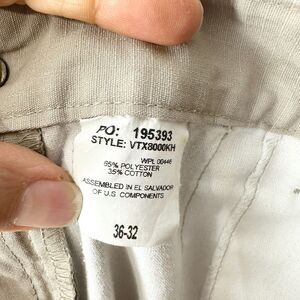 PO: 195393
STYLE: VTX8000KH
WPL 00446
65% POLYESTER
35% COTTON
ASSEMBLED IN EL SALVADOR
OF U.S COMPONENTS
36-32